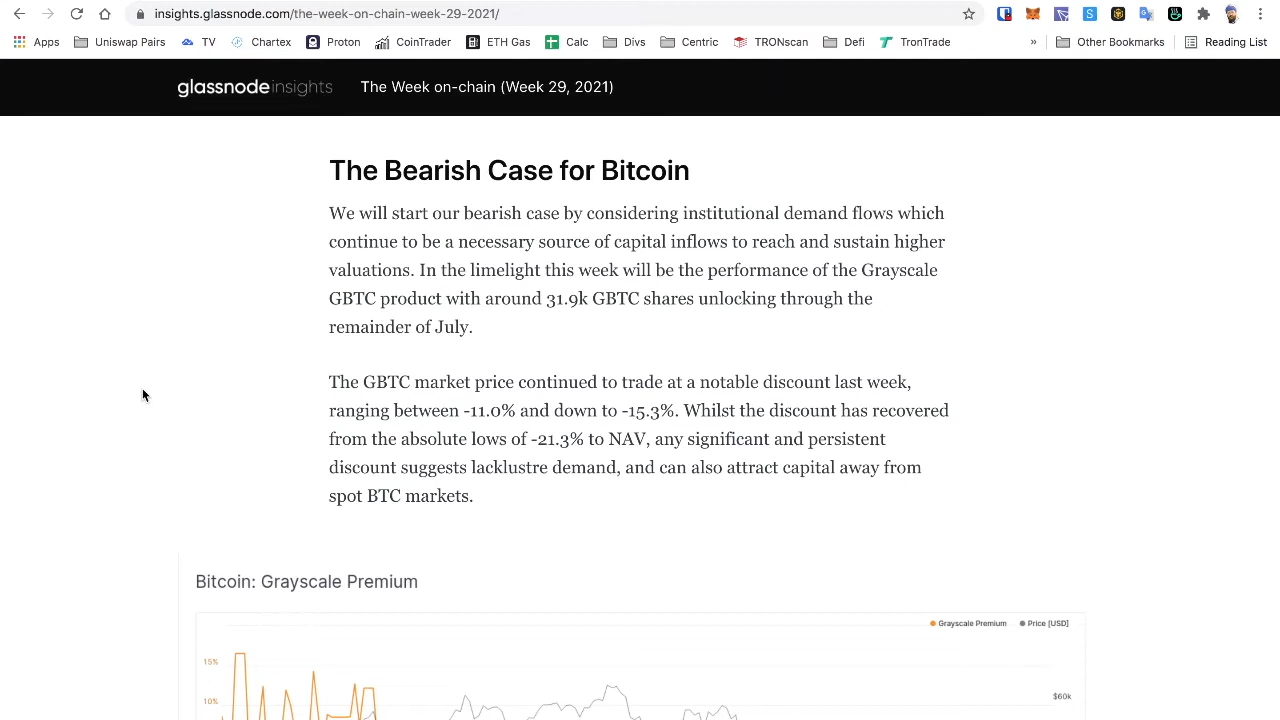 insights.glassnode.com/the-week-on-chain-week-29-2021/
Apps Uniswap Pairs TV Chartex Proton CoinTrader ETH Gas Calc Divs Centric TRONscan Defi TronTrade » Other Bookmarks Reading List
glassnode insights The Week on-chain (Week 29, 2021)
The Bearish Case for Bitcoin
We will start our bearish case by considering institutional demand flows which
continue to be a necessary source of capital inflows to reach and sustain higher
valuations. In the limelight this week will be the performance of the Grayscale
GBTC product with around 31.9k GBTC shares unlocking through the
remainder of July.
The GBTC market price continued to trade at a notable discount last week,
ranging between -11.0% and down to -15.3%. Whilst the discount has recovered
from the absolute lows of -21.3% to NAV, any significant and persistent
discount suggests lacklustre demand, and can also attract capital away from
spot BTC markets.
Bitcoin: Grayscale Premium
Grayscale Premium Price [USD]
15%
10%
$60k